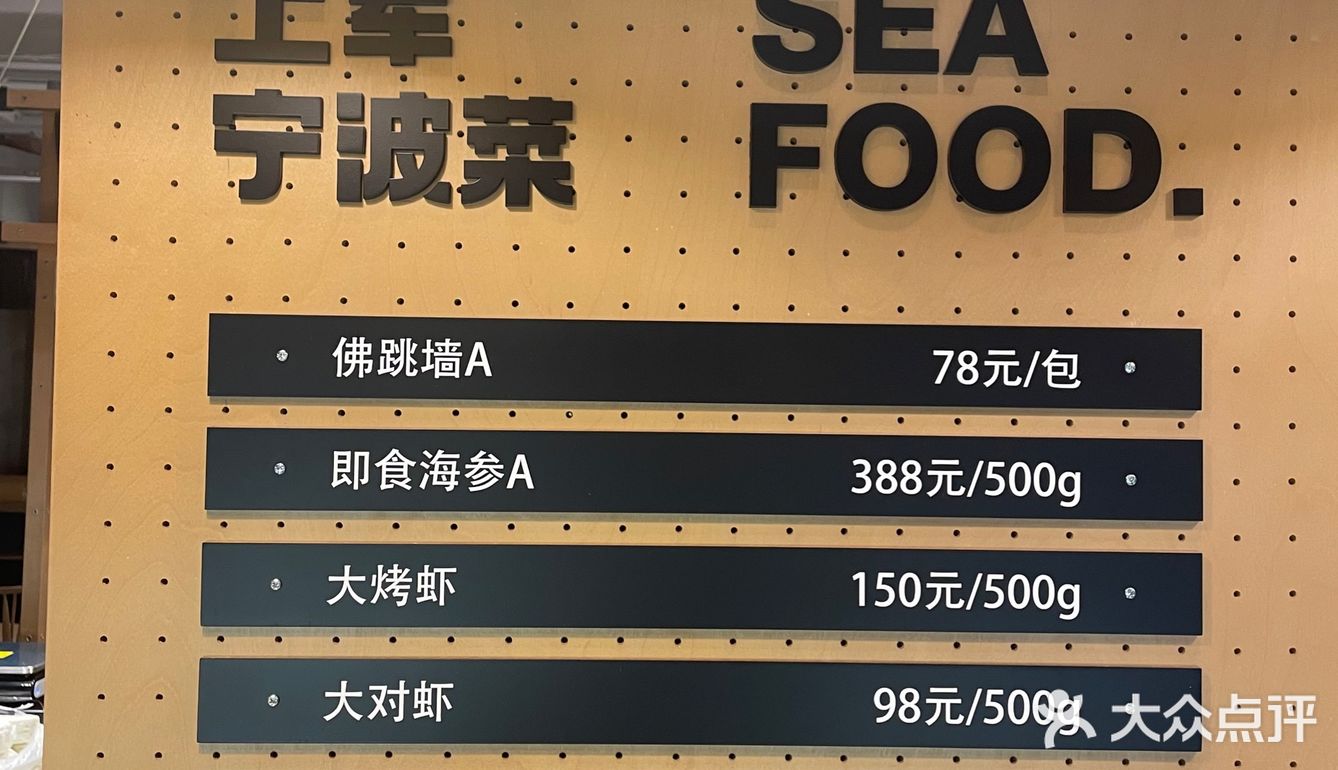 上军
宁波菜
SEA
FOOD.
佛跳墙A 78元/包
即食海参A 388元/500g
大烤虾 150元/500g
大对虾 98元/500g
大众点评